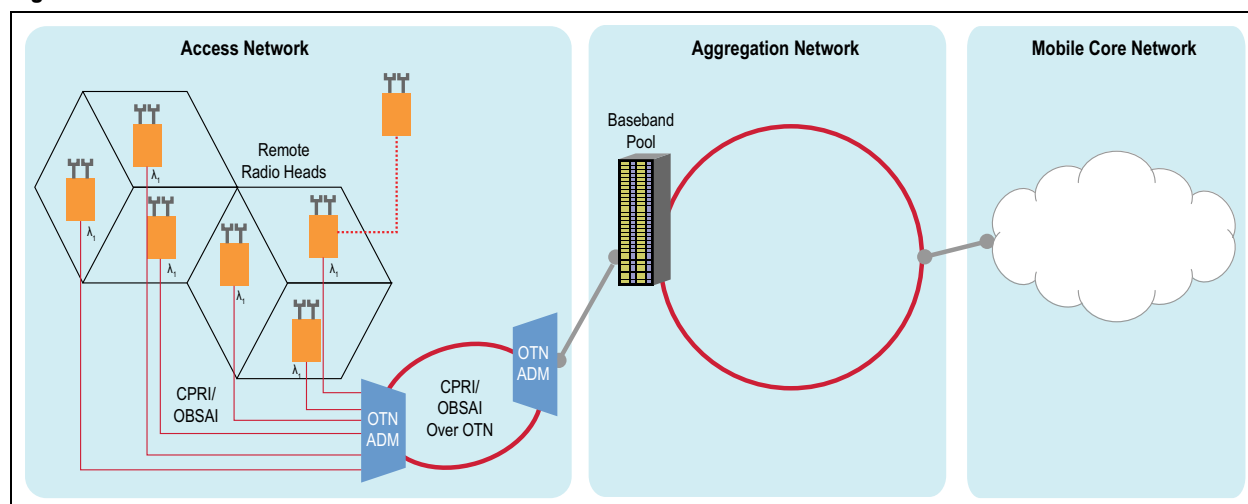 Access Network
Aggregation Network
Mobile Core Network
Remote
Radio Heads
Baseband
Pool
λ1
λ1
λ1
λ1
λ1
λ1
CPRI/
OBSAI
OTN
ADM
CPRI/
OBSAI
Over OTN
OTN
ADM